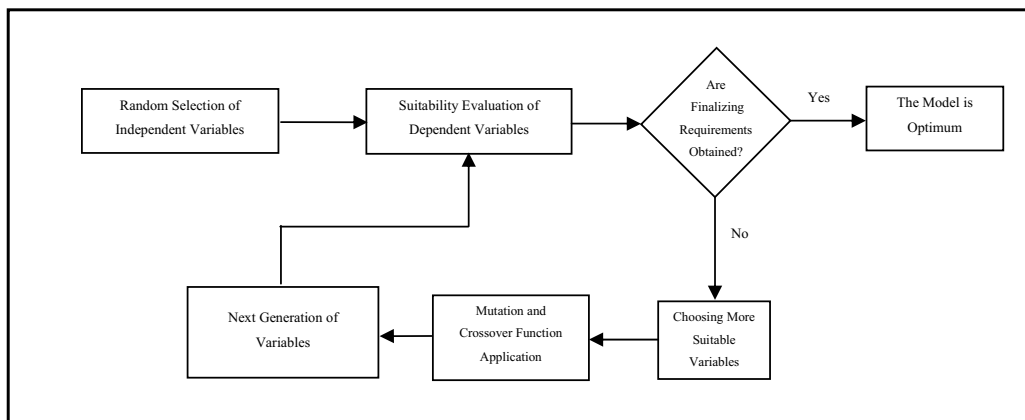 Random Selection of
Independent Variables
Suitability Evaluation of
Dependent Variables
Are
Finalizing
Requirements
Obtained?
Yes
The Model is
Optimum
No
Choosing More
Suitable
Variables
Mutation and
Crossover Function
Application
Next Generation of
Variables